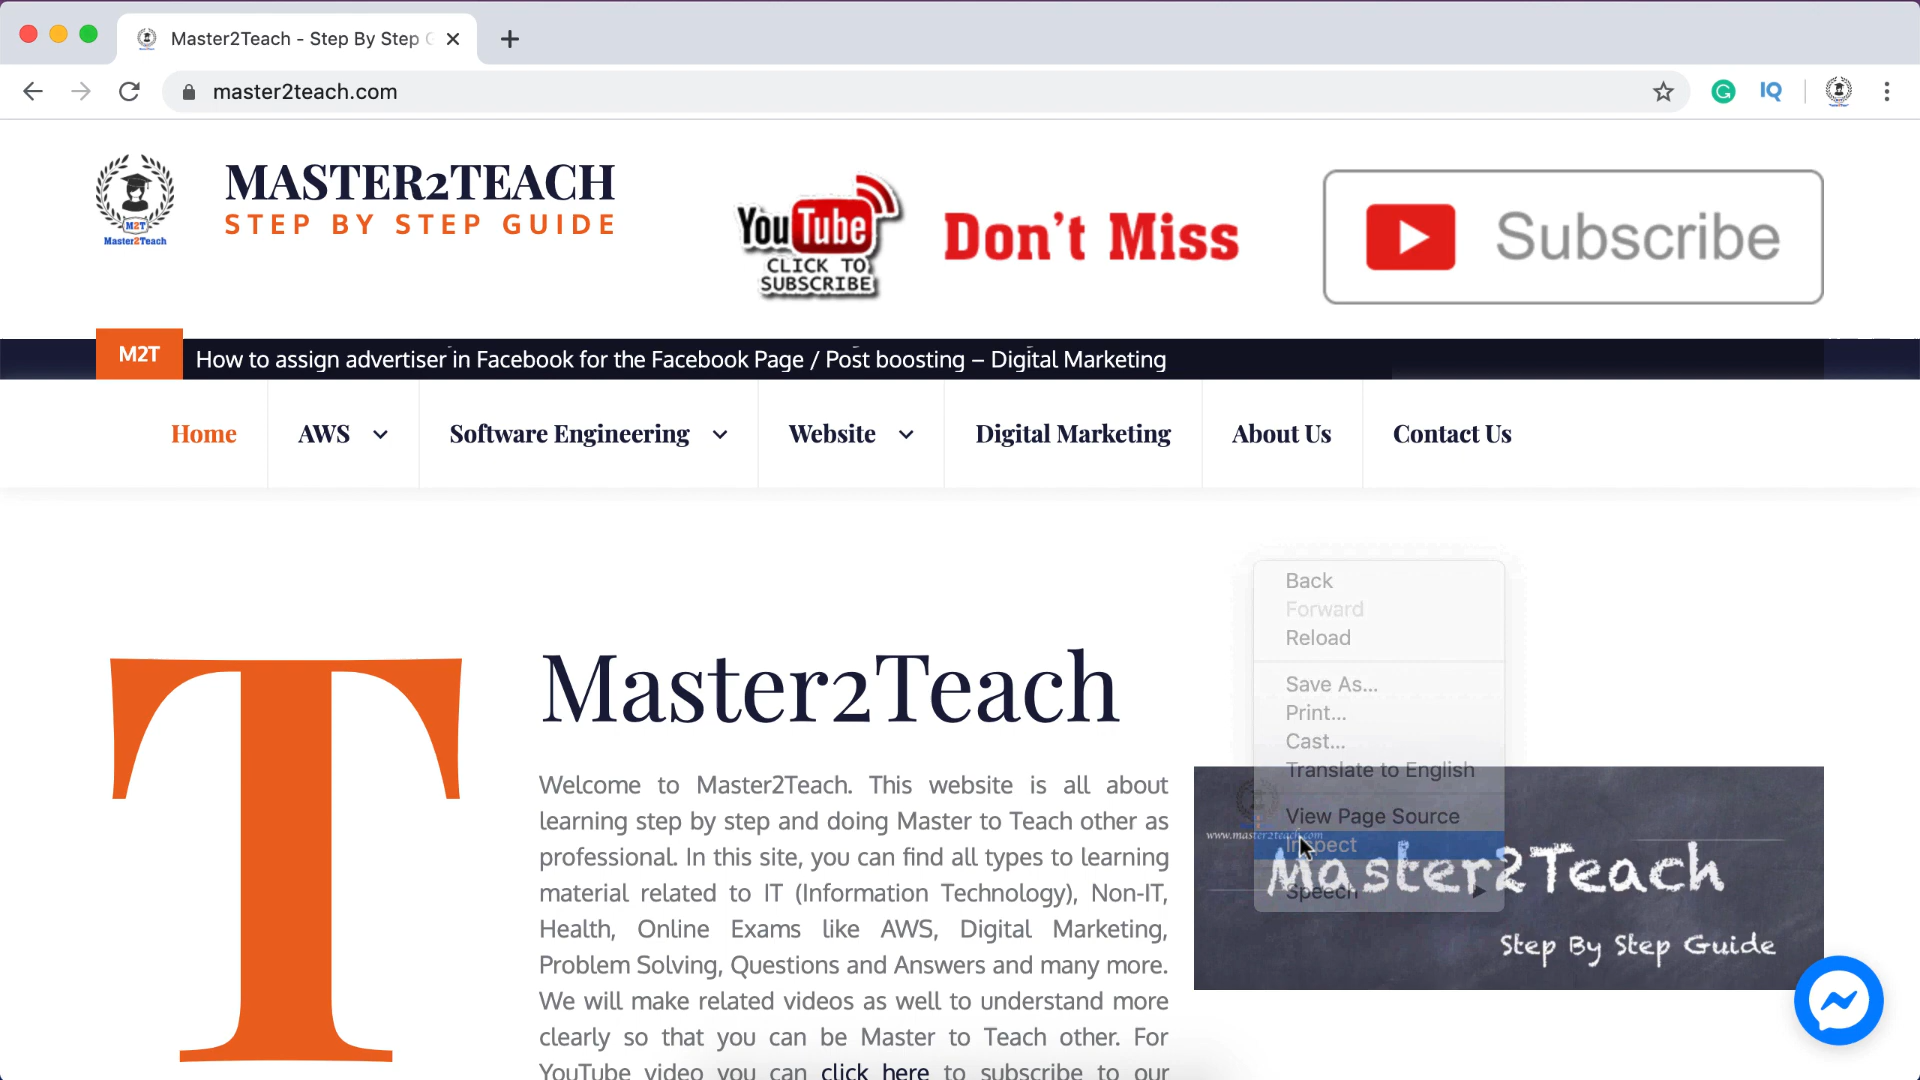 Master2Teach - Step By Step G
master2teach.com
IQ
M2T
Master2Teach
MASTER2TEACH
STEP BY STEP GUIDE
YouTube
CLICK TO
SUBSCRIBE
Don't Miss
Subscribe
M2T
How to assign advertiser in Facebook for the Facebook Page / Post boosting – Digital Marketing
Home
AWS
Software Engineering
Website
Digital Marketing
About Us
Contact Us
T
Master2Teach
Welcome to Master2Teach. This website is all about
learning step by step and doing Master to Teach other as
professional. In this site, you can find all types to learning
material related to IT (Information Technology), Non-IT,
Health, Online Exams like AWS, Digital Marketing,
Problem Solving, Questions and Answers and many more.
We will make related videos as well to understand more
clearly so that you can be Master to Teach other. For
YouTube video you can click here to subscribe to our
Back
Forward
Reload
Save As...
Print...
Cast...
Translate to English
View Page Source
Inspect
Speech
www.master2teach.com
Master2Teach
Step By Step Guide